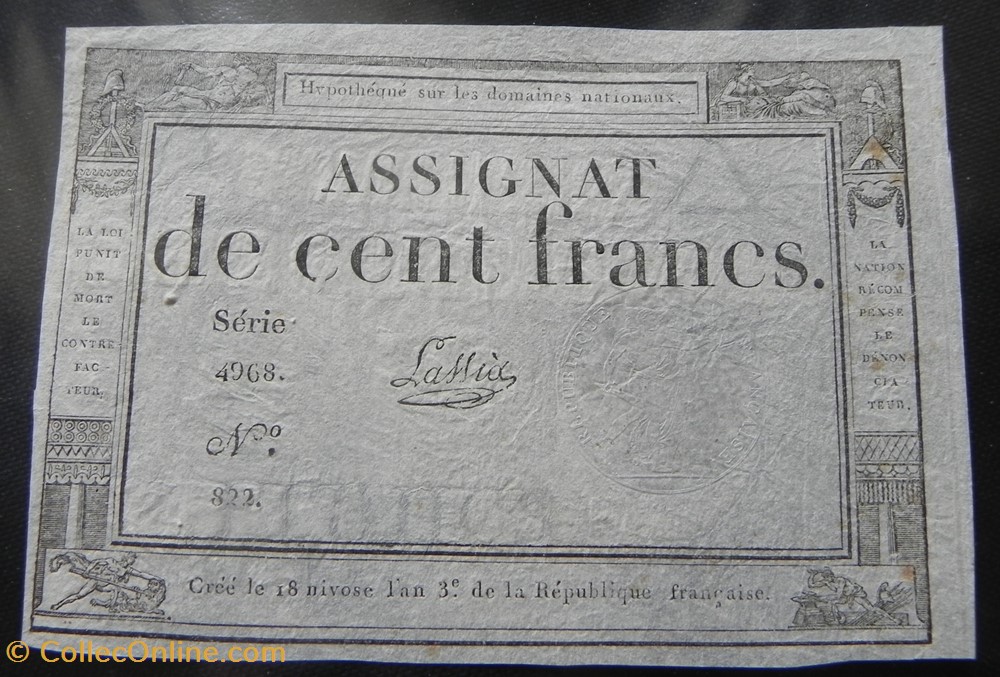 Hypothéqué sur les domaines nationaux.
ASSIGNAT
de cent francs.
LA LOI
PUNIT
DE
MORT
LE
CONTRE-
FAC-
TEUR.
Série
4968.
Nº.
822.
LA
NATION
RÉCOM
PENSE
LE
DÉNON
CIA
TEUR.
Créé le 18 nivose l'an 3e. de la République française.
© CollecOnline.com